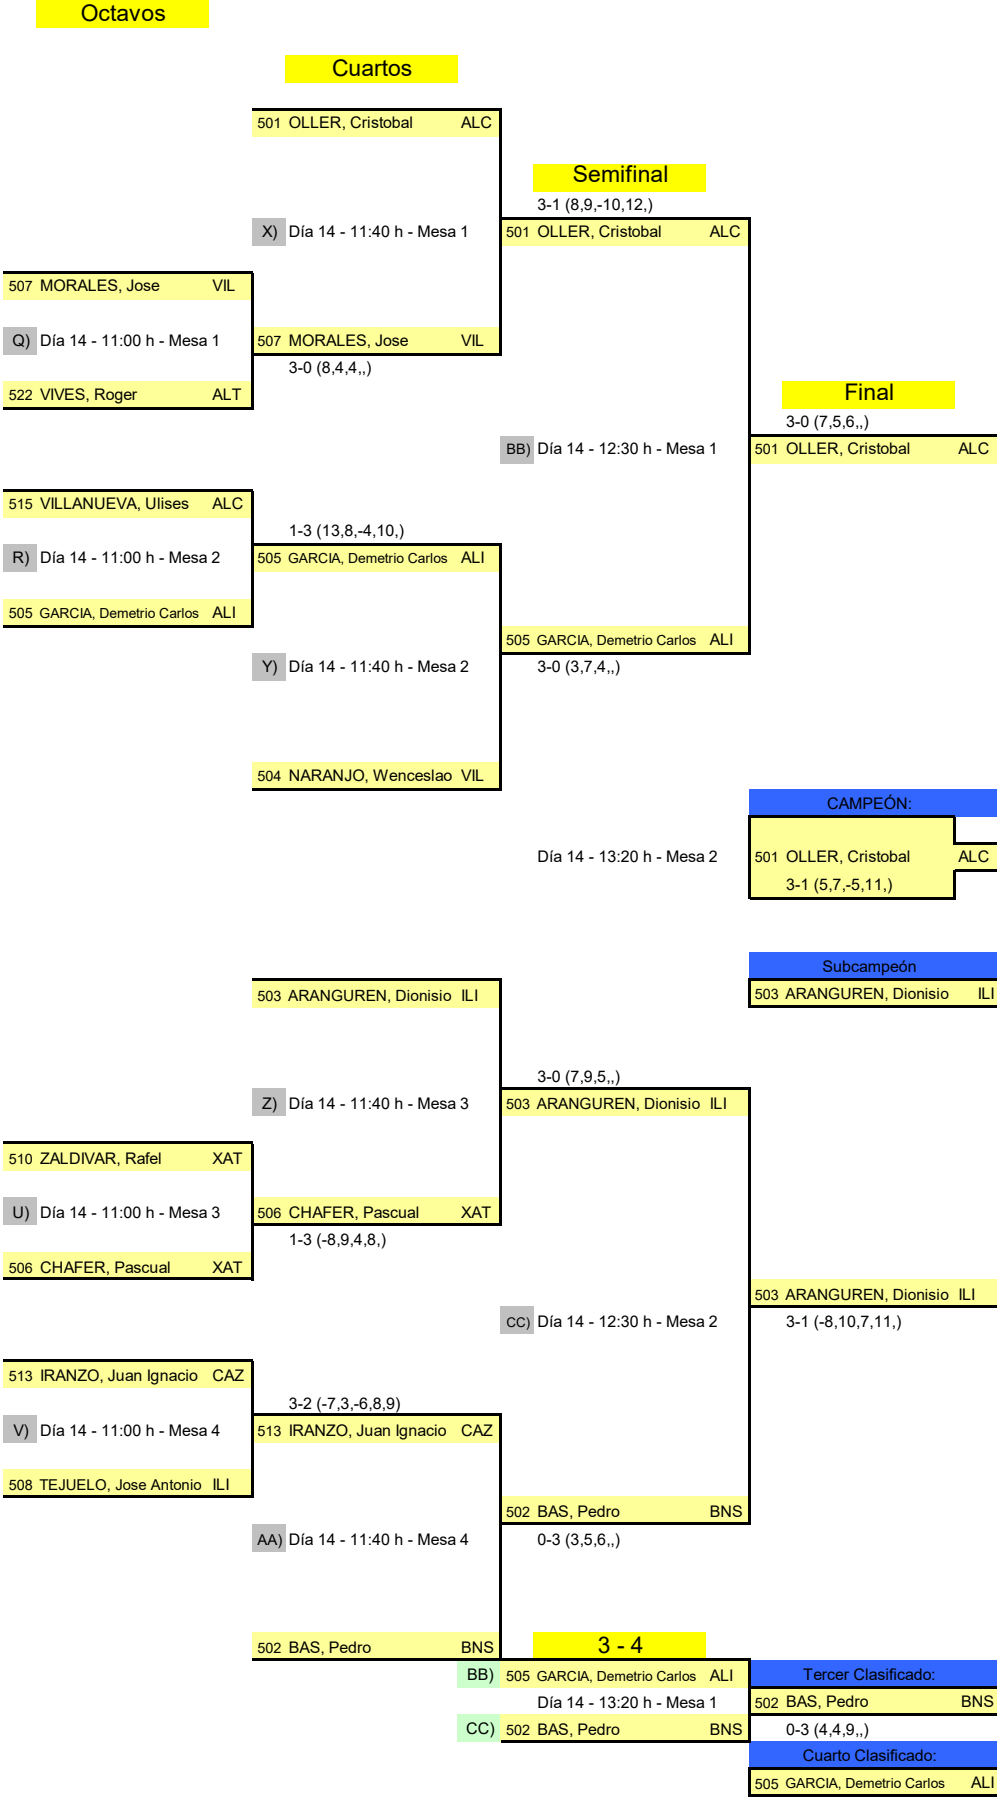 Octavos
Cuartos
501 OLLER, Cristobal ALC
Semifinal
3-1 (8,9,-10,12,)
X) Día 14 - 11:40 h - Mesa 1
501 OLLER, Cristobal ALC
507 MORALES, Jose VIL
Q) Día 14 - 11:00 h - Mesa 1
507 MORALES, Jose VIL
3-0 (8,4,4,,)
522 VIVES, Roger ALT
Final
3-0 (7,5,6,,)
BB) Día 14 - 12:30 h - Mesa 1
501 OLLER, Cristobal ALC
515 VILLANUEVA, Ulises ALC
1-3 (13,8,-4,10,)
R) Día 14 - 11:00 h - Mesa 2
505 GARCIA, Demetrio Carlos ALI
505 GARCIA, Demetrio Carlos ALI
505 GARCIA, Demetrio Carlos ALI
Y) Día 14 - 11:40 h - Mesa 2
3-0 (3,7,4,,)
504 NARANJO, Wenceslao VIL
CAMPEÓN:
Día 14 - 13:20 h - Mesa 2
501 OLLER, Cristobal ALC
3-1 (5,7,-5,11,)
Subcampeón
503 ARANGUREN, Dionisio ILI
503 ARANGUREN, Dionisio ILI
3-0 (7,9,5,,)
Z) Día 14 - 11:40 h - Mesa 3
503 ARANGUREN, Dionisio ILI
510 ZALDIVAR, Rafel XAT
U) Día 14 - 11:00 h - Mesa 3
506 CHAFER, Pascual XAT
1-3 (-8,9,4,8,)
506 CHAFER, Pascual XAT
503 ARANGUREN, Dionisio ILI
CC) Día 14 - 12:30 h - Mesa 2
3-1 (-8,10,7,11,)
513 IRANZO, Juan Ignacio CAZ
3-2 (-7,3,-6,8,9)
V) Día 14 - 11:00 h - Mesa 4
513 IRANZO, Juan Ignacio CAZ
508 TEJUELO, Jose Antonio ILI
502 BAS, Pedro BNS
AA) Día 14 - 11:40 h - Mesa 4
0-3 (3,5,6,,)
502 BAS, Pedro BNS
3 - 4
BB) 505 GARCIA, Demetrio Carlos ALI
Tercer Clasificado:
Día 14 - 13:20 h - Mesa 1
502 BAS, Pedro BNS
CC) 502 BAS, Pedro BNS
0-3 (4,4,9,,)
Cuarto Clasificado:
505 GARCIA, Demetrio Carlos ALI